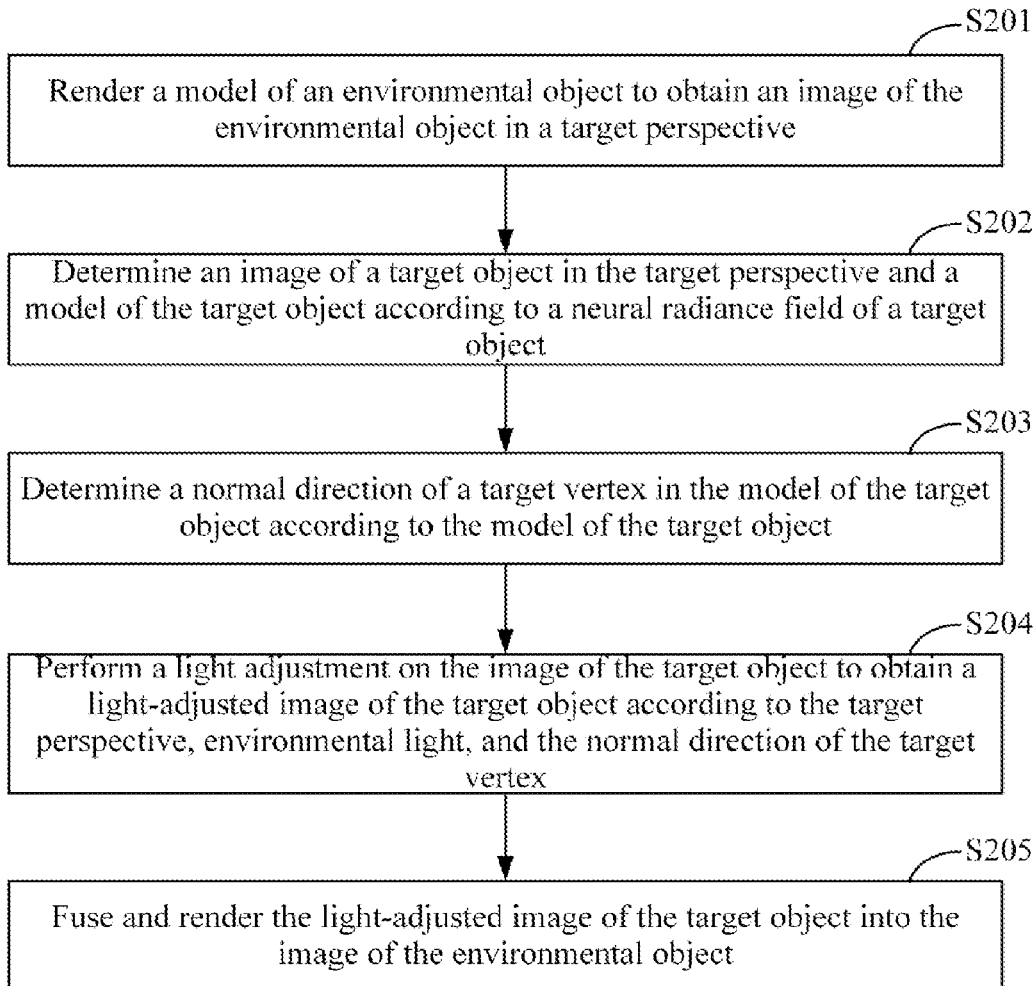 S201
Render a model of an environmental object to obtain an image of the
environmental object in a target perspective
S202
Determine an image of a target object in the target perspective and a
model of the target object according to a neural radiance field of a target
object
S203
Determine a normal direction of a target vertex in the model of the target
object according to the model of the target object
S204
Perform a light adjustment on the image of the target object to obtain a
light-adjusted image of the target object according to the target
perspective, environmental light, and the normal direction of the target
vertex
S205
Fuse and render the light-adjusted image of the target object into the
image of the environmental object